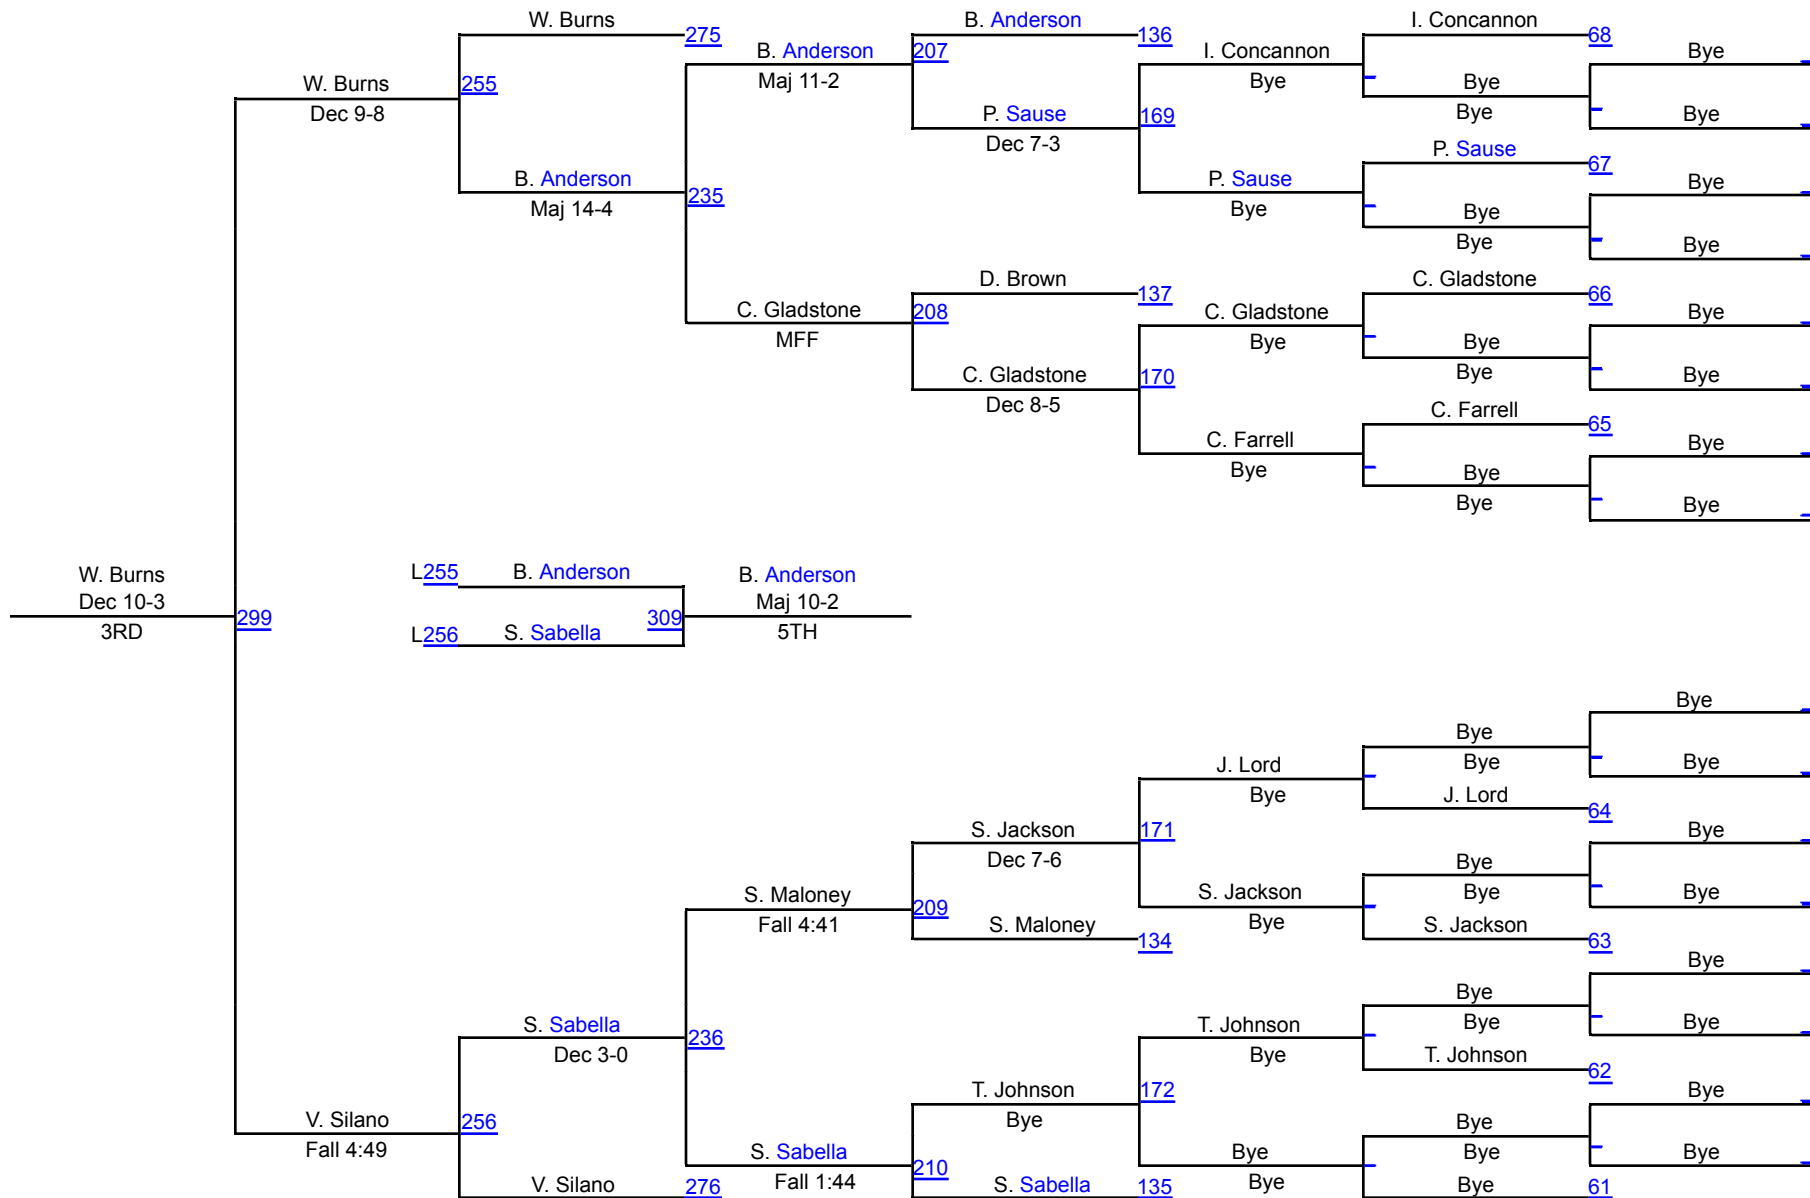 W. Burns
275
B. Anderson
136
I. Concannon
68
Bye
B. Anderson
207
I. Concannon
Maj 11-2
Bye
Bye
Bye
W. Burns
255
Dec 9-8
P. Sause
169
Dec 7-3
Bye
P. Sause
67
B. Anderson
235
Maj 14-4
P. Sause
Bye
Bye
Bye
Bye
Bye
D. Brown
137
C. Gladstone
66
C. Gladstone
208
MFF
C. Gladstone
Bye
Bye
Bye
Bye
C. Gladstone
170
Dec 8-5
Bye
C. Farrell
65
C. Farrell
Bye
Bye
Bye
Bye
Bye
W. Burns
Dec 10-3
3RD
299
L255
B. Anderson
L256
S. Sabella
309
B. Anderson
Maj 10-2
5TH
Bye
Bye
Bye
J. Lord
Bye
Bye
J. Lord
64
S. Jackson
171
Dec 7-6
Bye
Bye
Bye
S. Jackson
Bye
Bye
S. Maloney
209
Fall 4:41
S. Maloney
134
S. Jackson
63
Bye
Bye
Bye
T. Johnson
Bye
Bye
S. Sabella
236
Dec 3-0
T. Johnson
62
T. Johnson
172
Bye
Bye
V. Silano
256
Fall 4:49
Bye
Bye
Bye
Bye
Bye
S. Sabella
210
Fall 1:44
V. Silano
276
S. Sabella
135
Bye
61